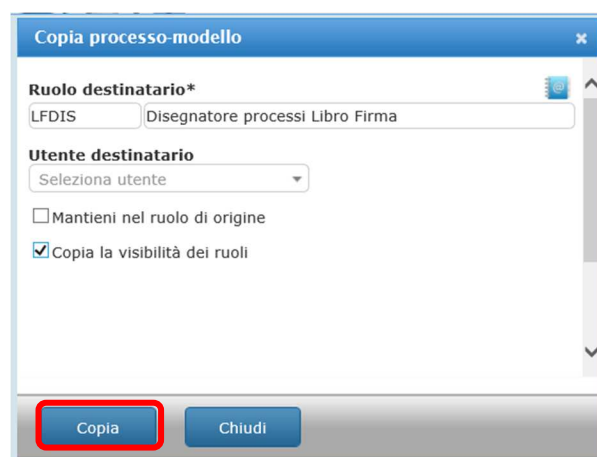 Copia processo-modello
Ruolo destinatario*
LFDIS Disegnatore processi Libro Firma
Utente destinatario
Seleziona utente
Mantieni nel ruolo di origine
Copia la visibilità dei ruoli
Copia Chiudi